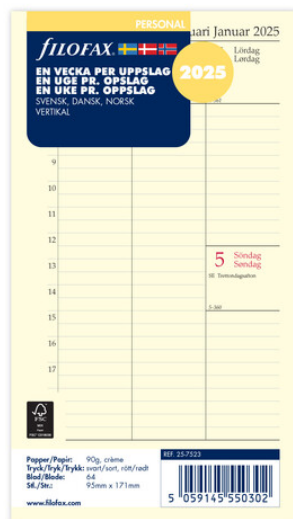 PERSONAL
uari Januar 2025
filofax.
2025
EN VECKA PER UPPSLAG
EN UGE PR. OPSLAG
EN UKE PR. OPPSLAG
SVENSK, DANSK, NORSK
VERTIKAL
Lördag
Lørdag
9
10
11
12
13
14
15
16
17
5 Söndag
Søndag
Trettondagsafton
5-360
FSC
Papper/Papir: 90g, crème
Tryck/Tryk/Trykk: svart/sort, rött/rødt
Blad/Blade: 64
Stl./Str.: 95mm x 171mm
www.filofax.com
REF. 25-7523
5 059145 550302